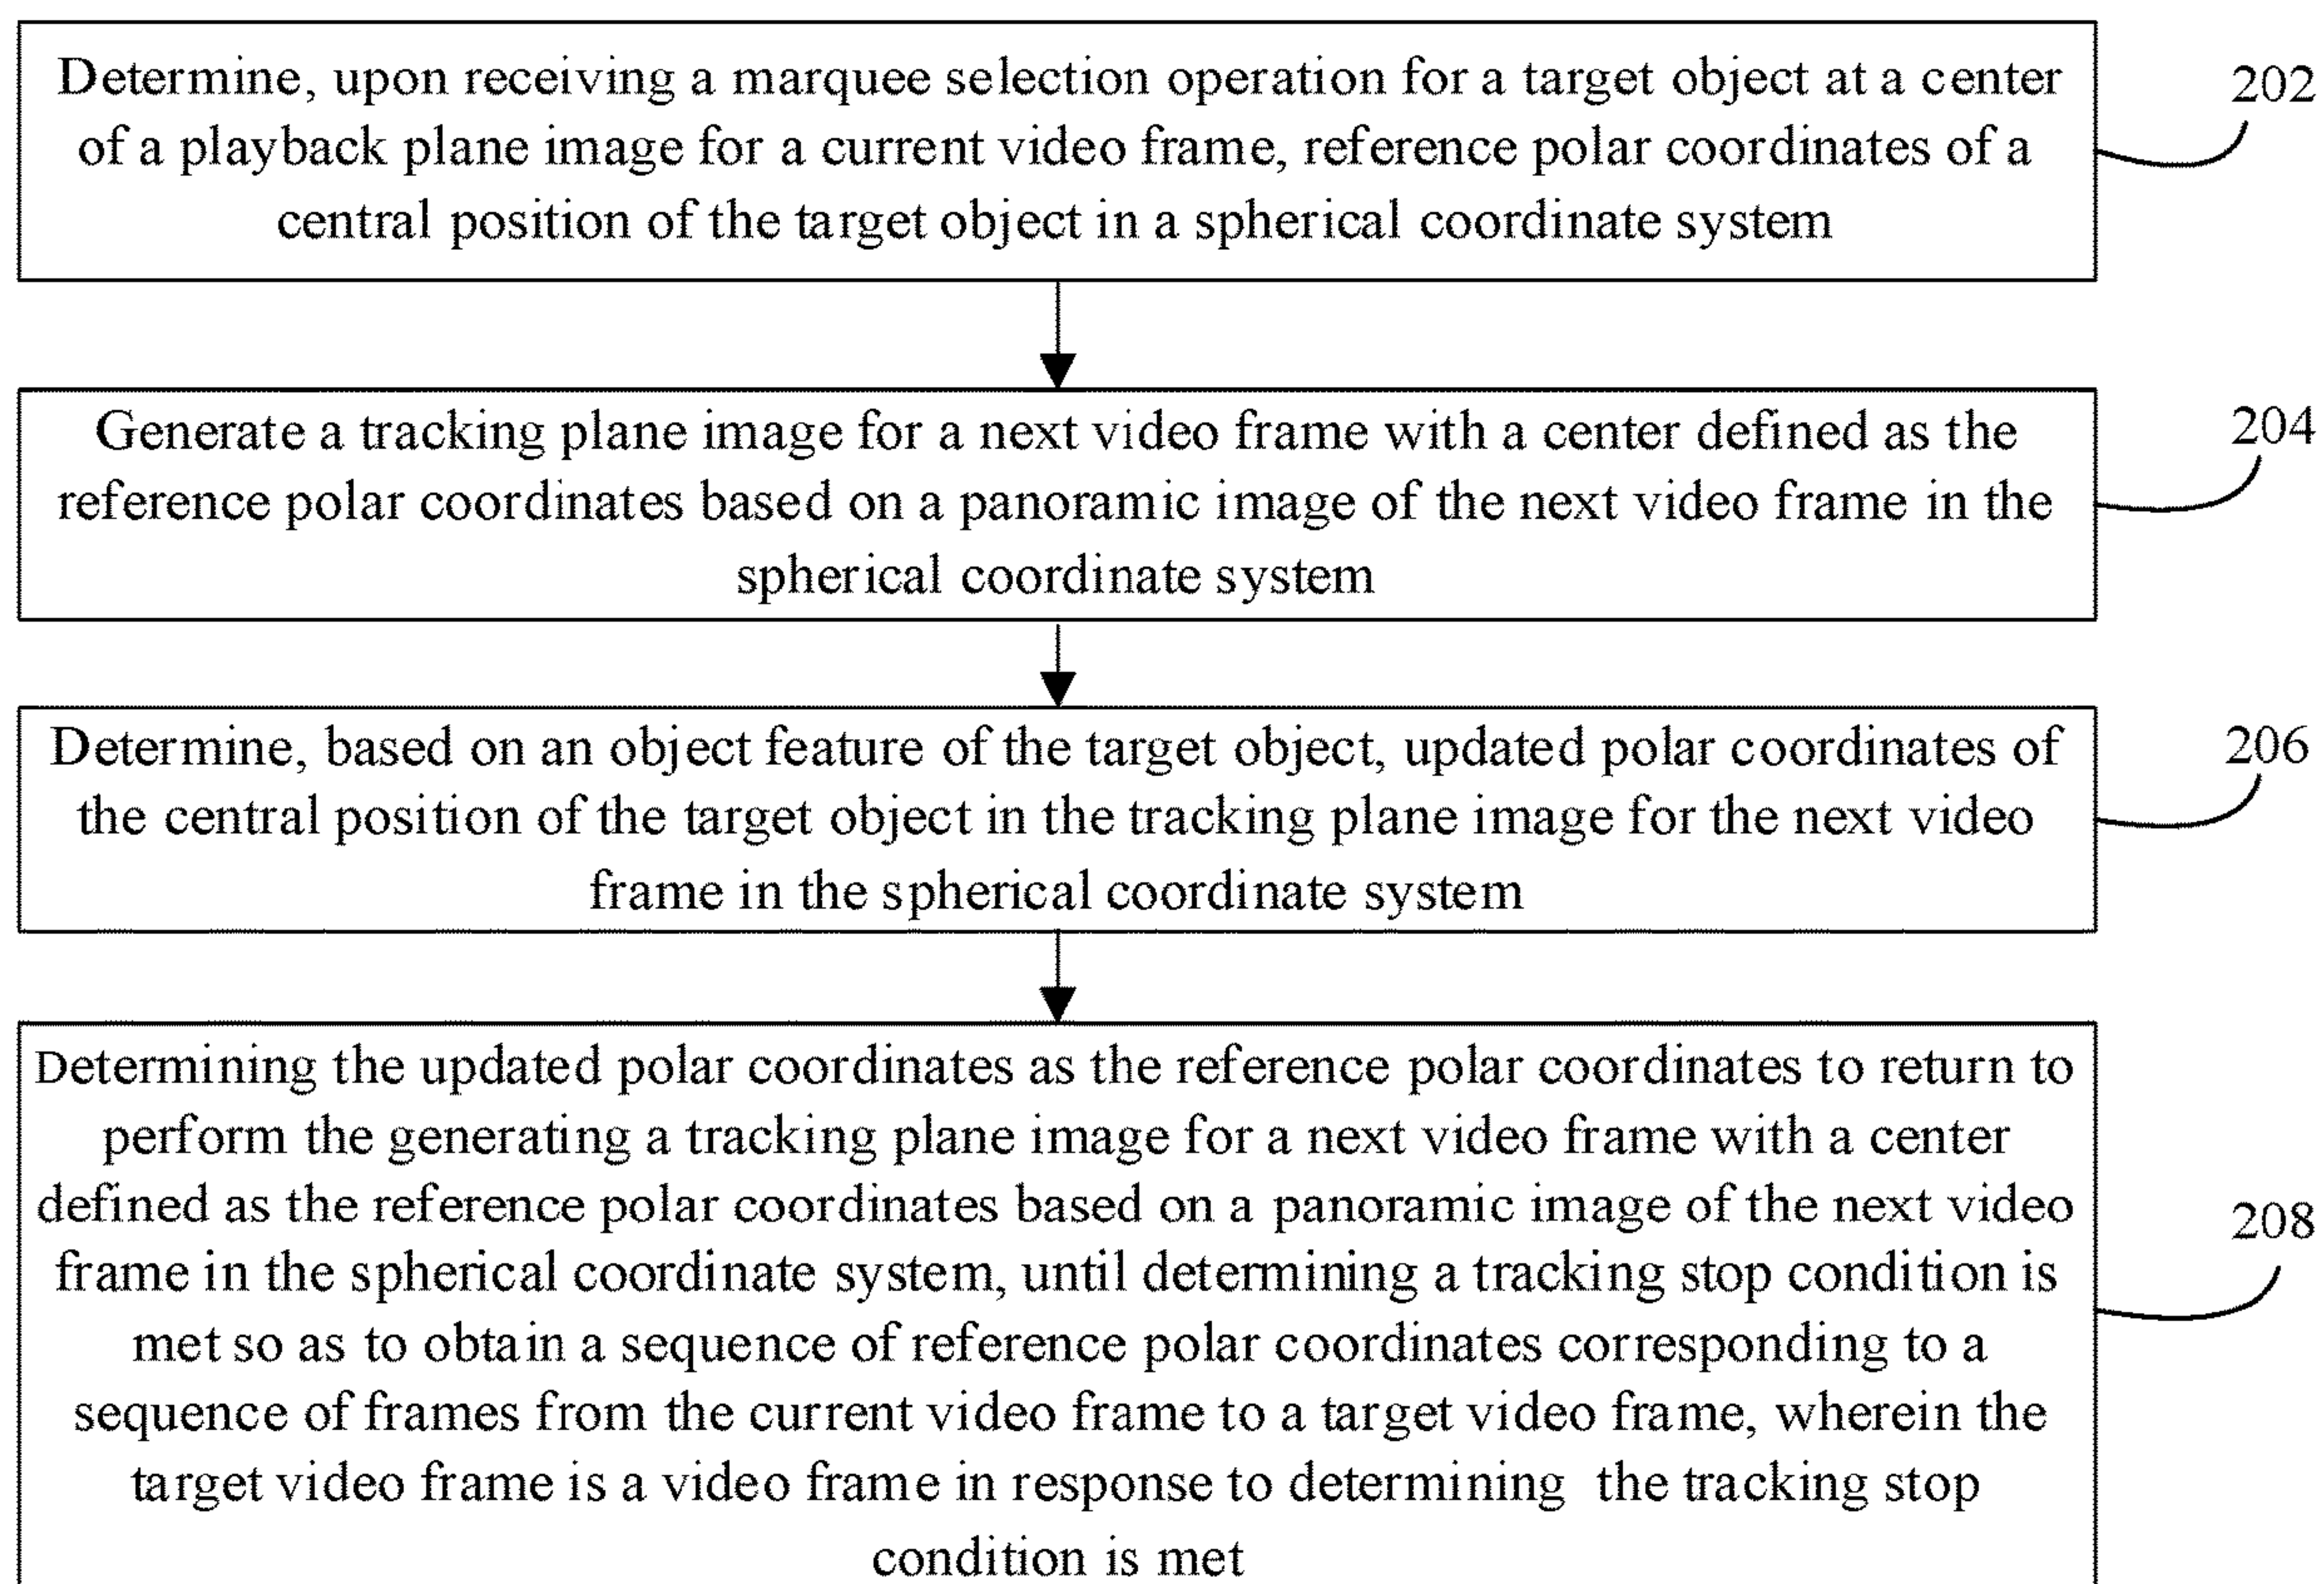 Determine, upon receiving a marquee selection operation for a target object at a center
of a playback plane image for a current video frame, reference polar coordinates of a
central position of the target object in a spherical coordinate system
202
Generate a tracking plane image for a next video frame with a center defined as the
reference polar coordinates based on a panoramic image of the next video frame in the
spherical coordinate system
204
Determine, based on an object feature of the target object, updated polar coordinates of
the central position of the target object in the tracking plane image for the next video
frame in the spherical coordinate system
206
Determining the updated polar coordinates as the reference polar coordinates to return to
perform the generating a tracking plane image for a next video frame with a center
defined as the reference polar coordinates based on a panoramic image of the next video
frame in the spherical coordinate system, until determining a tracking stop condition is
met so as to obtain a sequence of reference polar coordinates corresponding to a
sequence of frames from the current video frame to a target video frame, wherein the
target video frame is a video frame in response to determining the tracking stop
condition is met
208